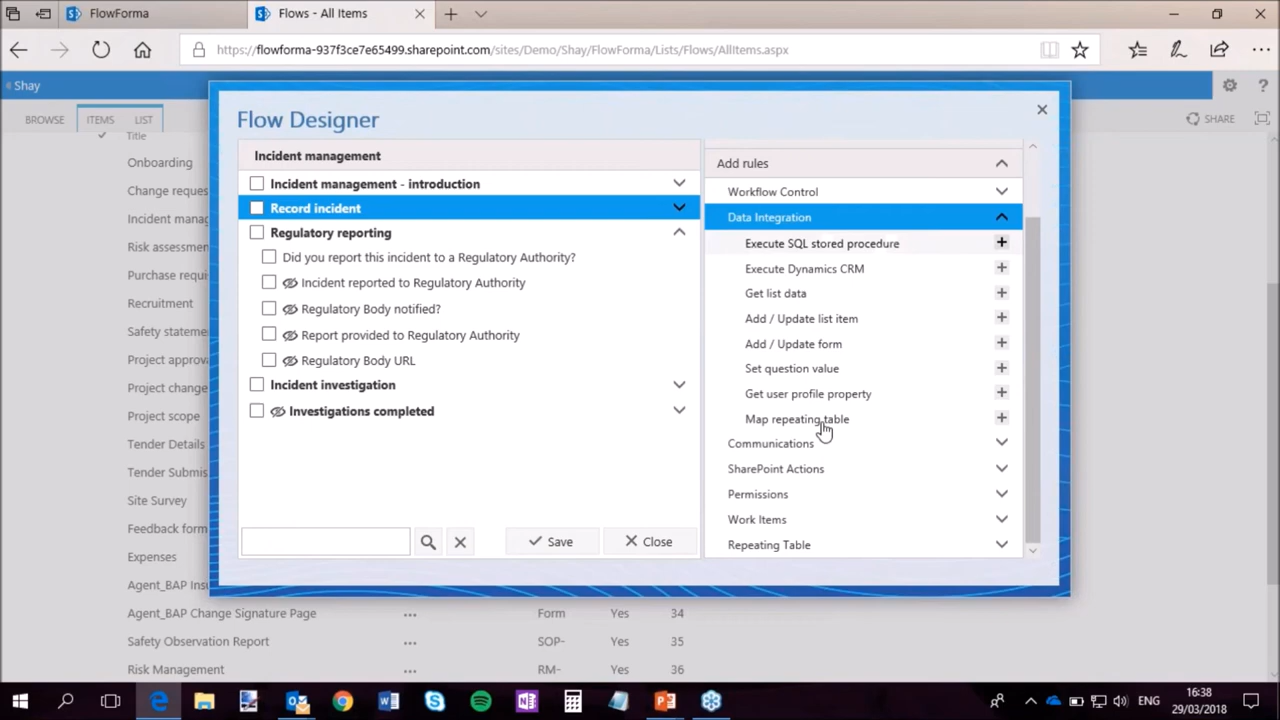 FlowForma
Flows - All Items
https://flowforma-937f3ce7e65499.sharepoint.com/sites/Demo/Shay/FlowForma/Lists/Flows/AllItems.aspx
Shay
BROWSE ITEMS LIST
SHARE
Title
Onboarding
Change reques
Incident manag
Risk assessmen
Purchase requi
Recruitment
Safety stateme
Project approva
Project change
Project scope
Tender Details
Tender Submis
Site Survey
Feedback form
Expenses
Agent_BAP Ins
Agent_BAP Change Signature Page ... Form Yes 34
Safety Observation Report ... SOP- Yes 35
Risk Management ... RM- Yes 36
Flow Designer
Incident management
Incident management - introduction
Record incident
Regulatory reporting
Did you report this incident to a Regulatory Authority?
Incident reported to Regulatory Authority
Regulatory Body notified?
Report provided to Regulatory Authority
Regulatory Body URL
Incident investigation
Investigations completed
Save
Close
Add rules
Workflow Control
Data Integration
Execute SQL stored procedure
Execute Dynamics CRM
Get list data
Add / Update list item
Add / Update form
Set question value
Get user profile property
Map repeating table
Communications
SharePoint Actions
Permissions
Work Items
Repeating Table
ENG
16:38
29/03/2018